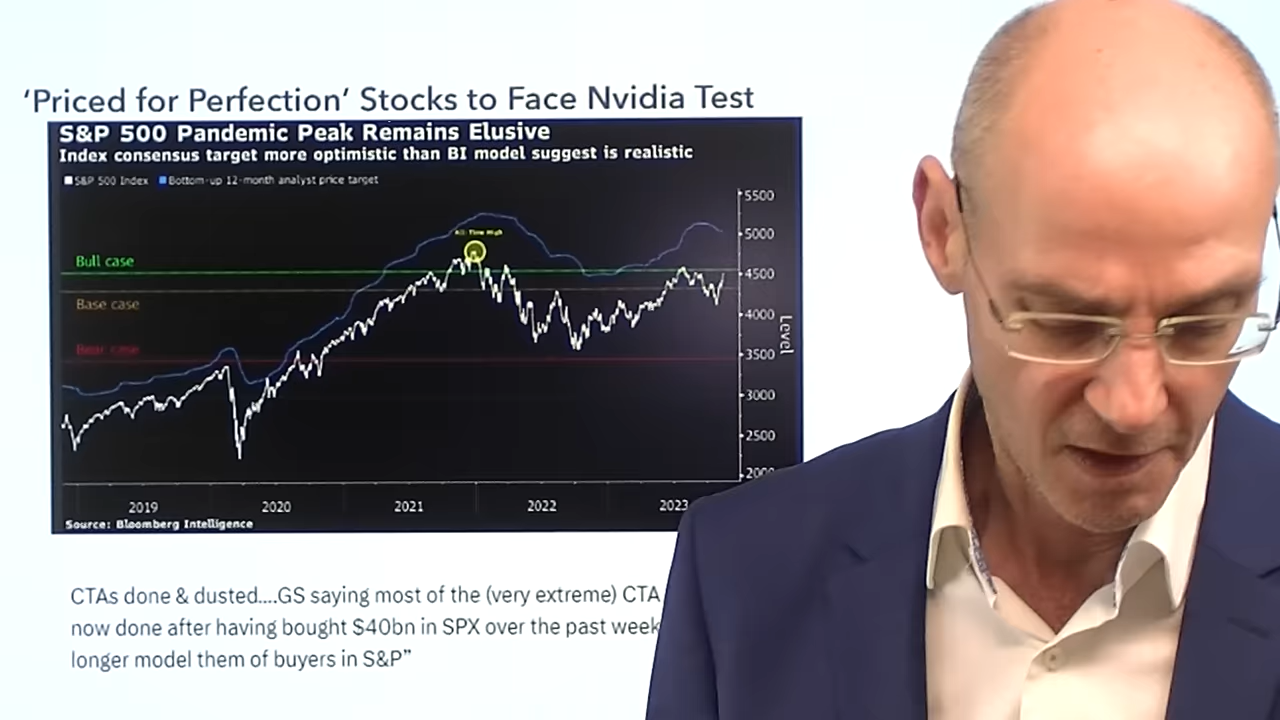 ‘Priced for Perfection‘ Stocks to Face Nvidia Test
S&P 500 Pandemic Peak Remains Elusive
Index consensus target more optimistic than BI model suggest is realistic
S&P 500 Index Bottom-up 12-month analyst price target
5500
All Time High
5000
Bull case
4500
Base case
4000
Level
Bear case
3500
3000
2500
2000
2019 2020 2021 2022 2023
Source: Bloomberg Intelligence
CTAs done & dusted....GS saying most of the (very extreme) CTA
now done after having bought $40bn in SPX over the past week
longer model them of buyers in S&P”